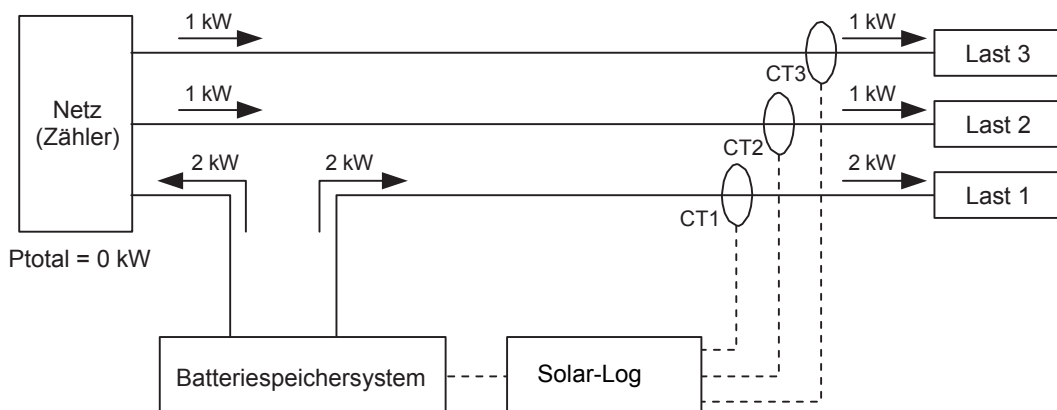 1 kW
1 kW
Last 3
CT3
Netz
(Zähler)
1 kW
1 kW
Last 2
CT2
2 kW
2 kW
2 kW
Last 1
CT1
Ptotal = 0 kW
Batteriespeichersystem
Solar-Log